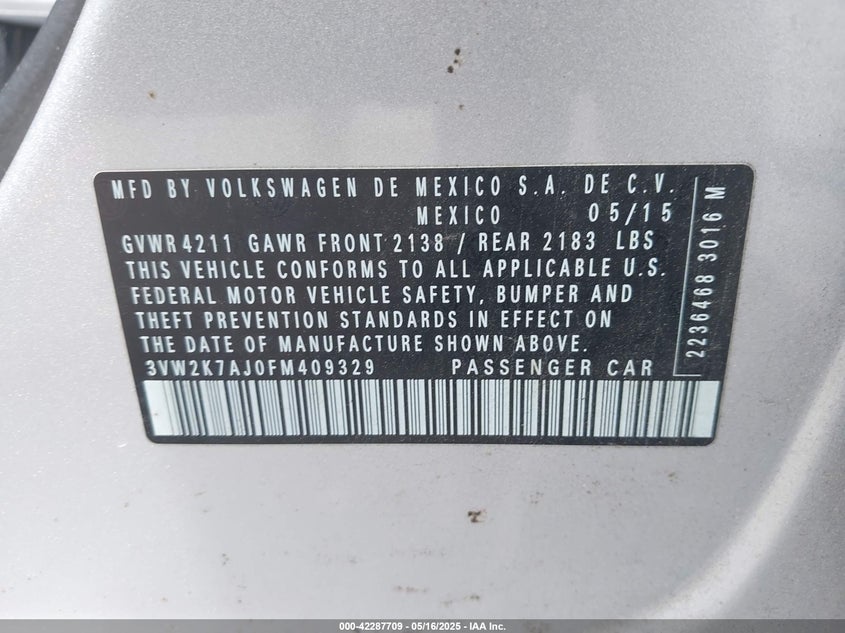 MFD BY VOLKSWAGEN DE MEXICO S.A. DE C.V.
MEXICO 05/15
GVWR 4211 GAWR FRONT 2138 / REAR 2183 LBS
THIS VEHICLE CONFORMS TO ALL APPLICABLE U.S.
FEDERAL MOTOR VEHICLE SAFETY, BUMPER AND
THEFT PREVENTION STANDARDS IN EFFECT ON
THE DATE OF MANUFACTURE SHOWN ABOVE.
3VW2K7AJ0FM409329 PASSENGER CAR
2236468 3016 M
000-42287709 — 05/16/2025 — IAA Inc.